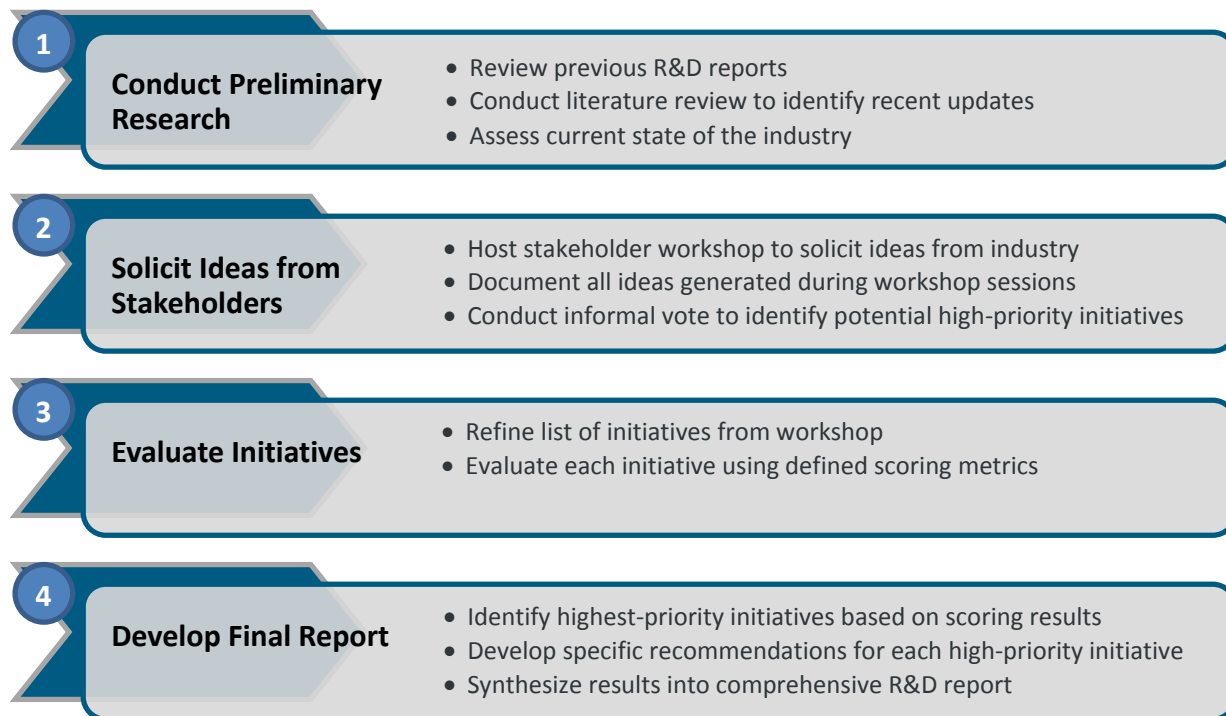 1
Conduct Preliminary
Research
• Review previous R&D reports
• Conduct literature review to identify recent updates
• Assess current state of the industry
2
Solicit Ideas from
Stakeholders
• Host stakeholder workshop to solicit ideas from industry
• Document all ideas generated during workshop sessions
• Conduct informal vote to identify potential high-priority initiatives
3
Evaluate Initiatives
• Refine list of initiatives from workshop
• Evaluate each initiative using defined scoring metrics
4
Develop Final Report
• Identify highest-priority initiatives based on scoring results
• Develop specific recommendations for each high-priority initiative
• Synthesize results into comprehensive R&D report